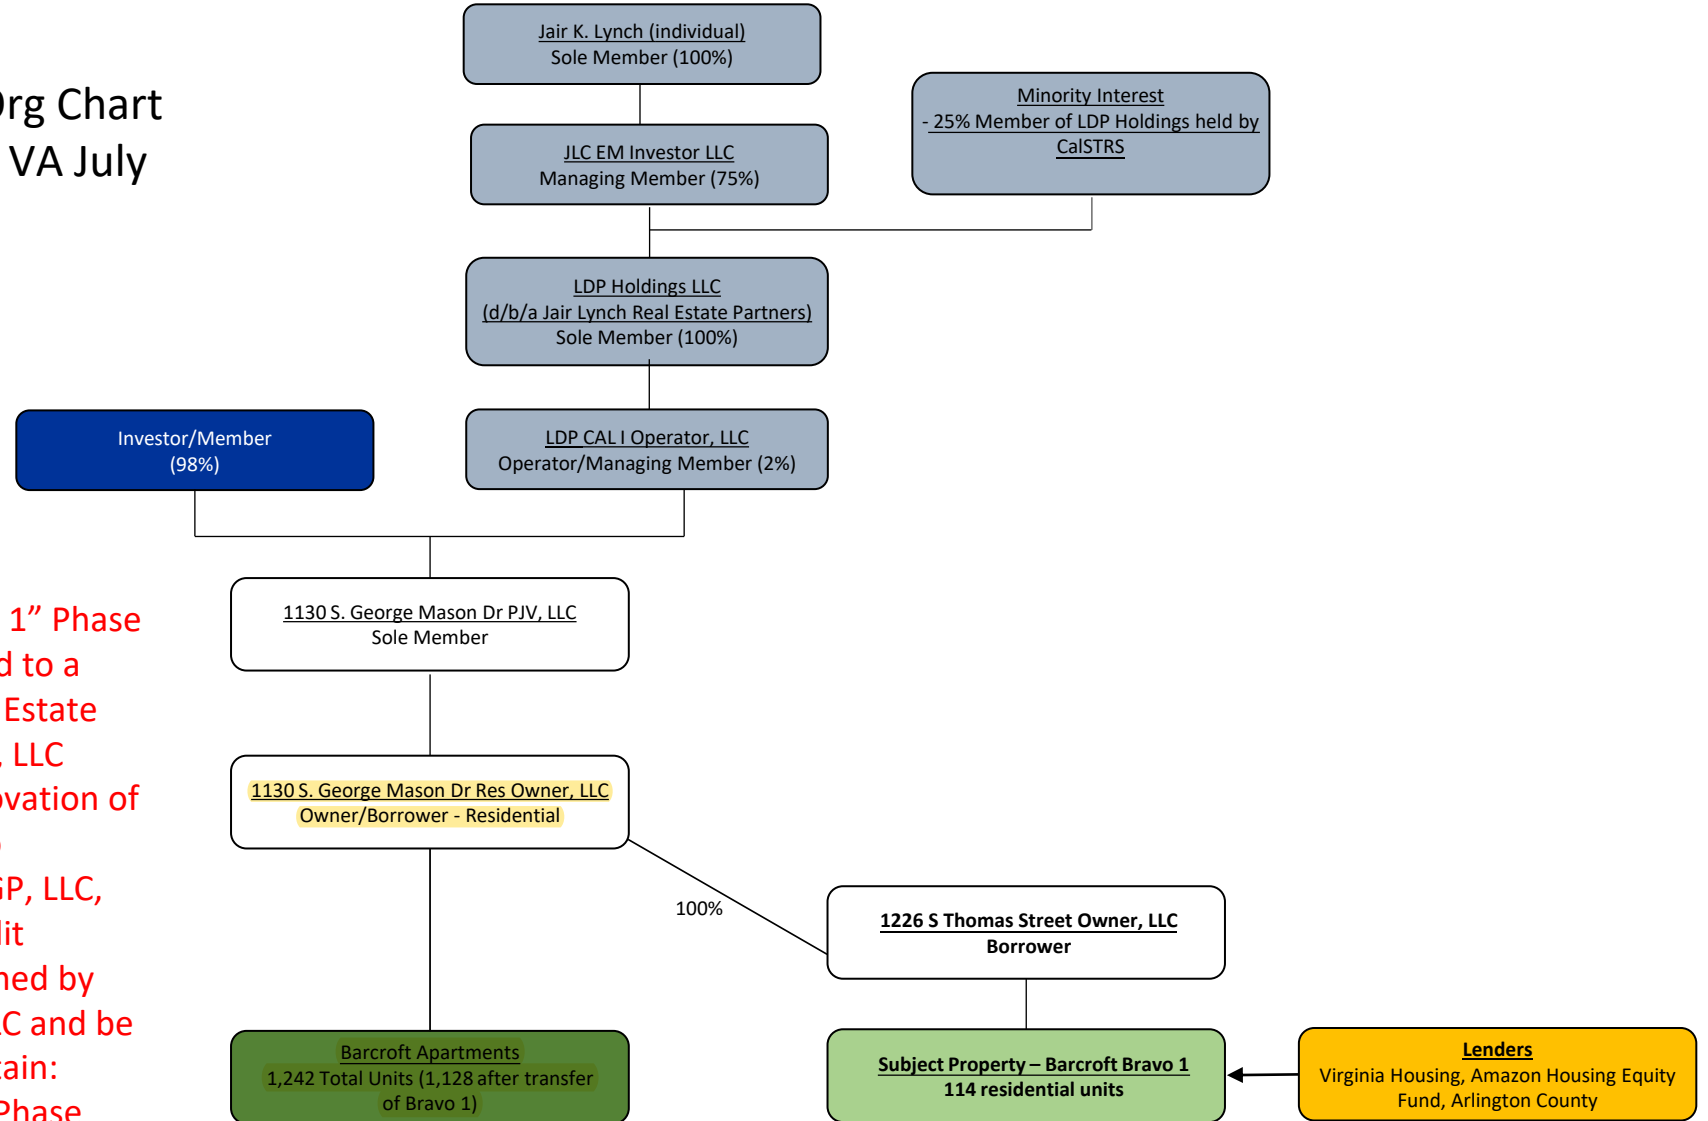 Jair K. Lynch (individual)
Sole Member (100%)
Org Chart
VA July
Minority Interest
- 25% Member of LDP Holdings held by
CalSTRS
JLC EM Investor LLC
Managing Member (75%)
LDP Holdings LLC
(d/b/a Jair Lynch Real Estate Partners)
Sole Member (100%)
Investor/Member
(98%)
LDP CAL I Operator, LLC
Operator/Managing Member (2%)
1130 S. George Mason Dr PJV, LLC
Sole Member
1” Phase
d to a
Estate
, LLC
ovation of
GP, LLC,
dit
ned by
LC and be
tain:
Phase
1130 S. George Mason Dr Res Owner, LLC
Owner/Borrower - Residential
100%
1226 S Thomas Street Owner, LLC
Borrower
Barcroft Apartments
1,242 Total Units (1,128 after transfer
of Bravo 1)
Subject Property – Barcroft Bravo 1
114 residential units
Lenders
Virginia Housing, Amazon Housing Equity
Fund, Arlington County